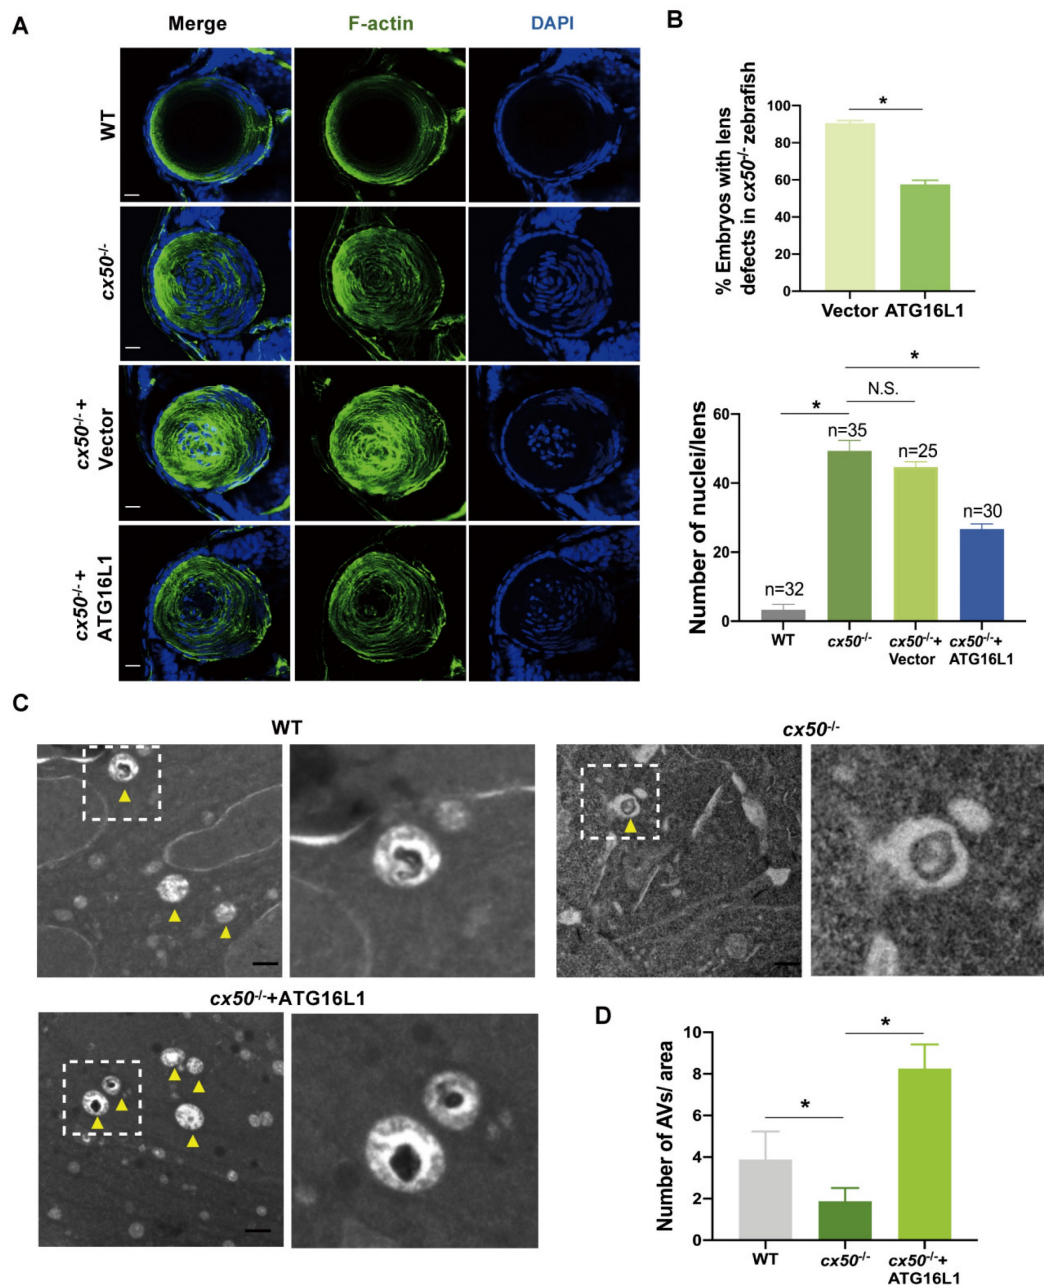 A
Merge
F-actin
DAPI
WT
cx50-/-
cx50-/- +
Vector
cx50-/- +
ATG16L1
B
% Embryos with lens
defects in cx50-/- zebrafish
100
80
60
40
20
0
*
Vector ATG16L1
Number of nuclei/lens
60
40
20
0
*
N.S.
*
n=35
n=25
n=30
n=32
WT
cx50-/-
cx50-/-+
Vector
cx50-/-+
ATG16L1
C
WT
cx50-/-
cx50-/-+ATG16L1
D
Number of AVs/ area
10
8
6
4
2
0
*
*
WT
cx50-/-
cx50-/-+
ATG16L1